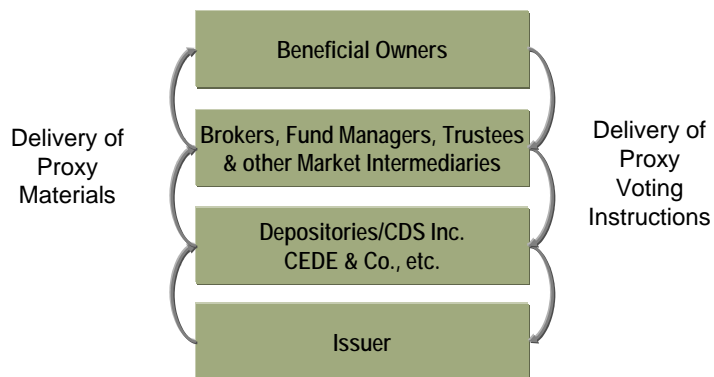 Beneficial Owners
Delivery of
Proxy
Materials
Brokers, Fund Managers, Trustees
& other Market Intermediaries
Delivery of
Proxy
Voting
Instructions
Depositories/CDS Inc.
CEDE & Co., etc.
Issuer